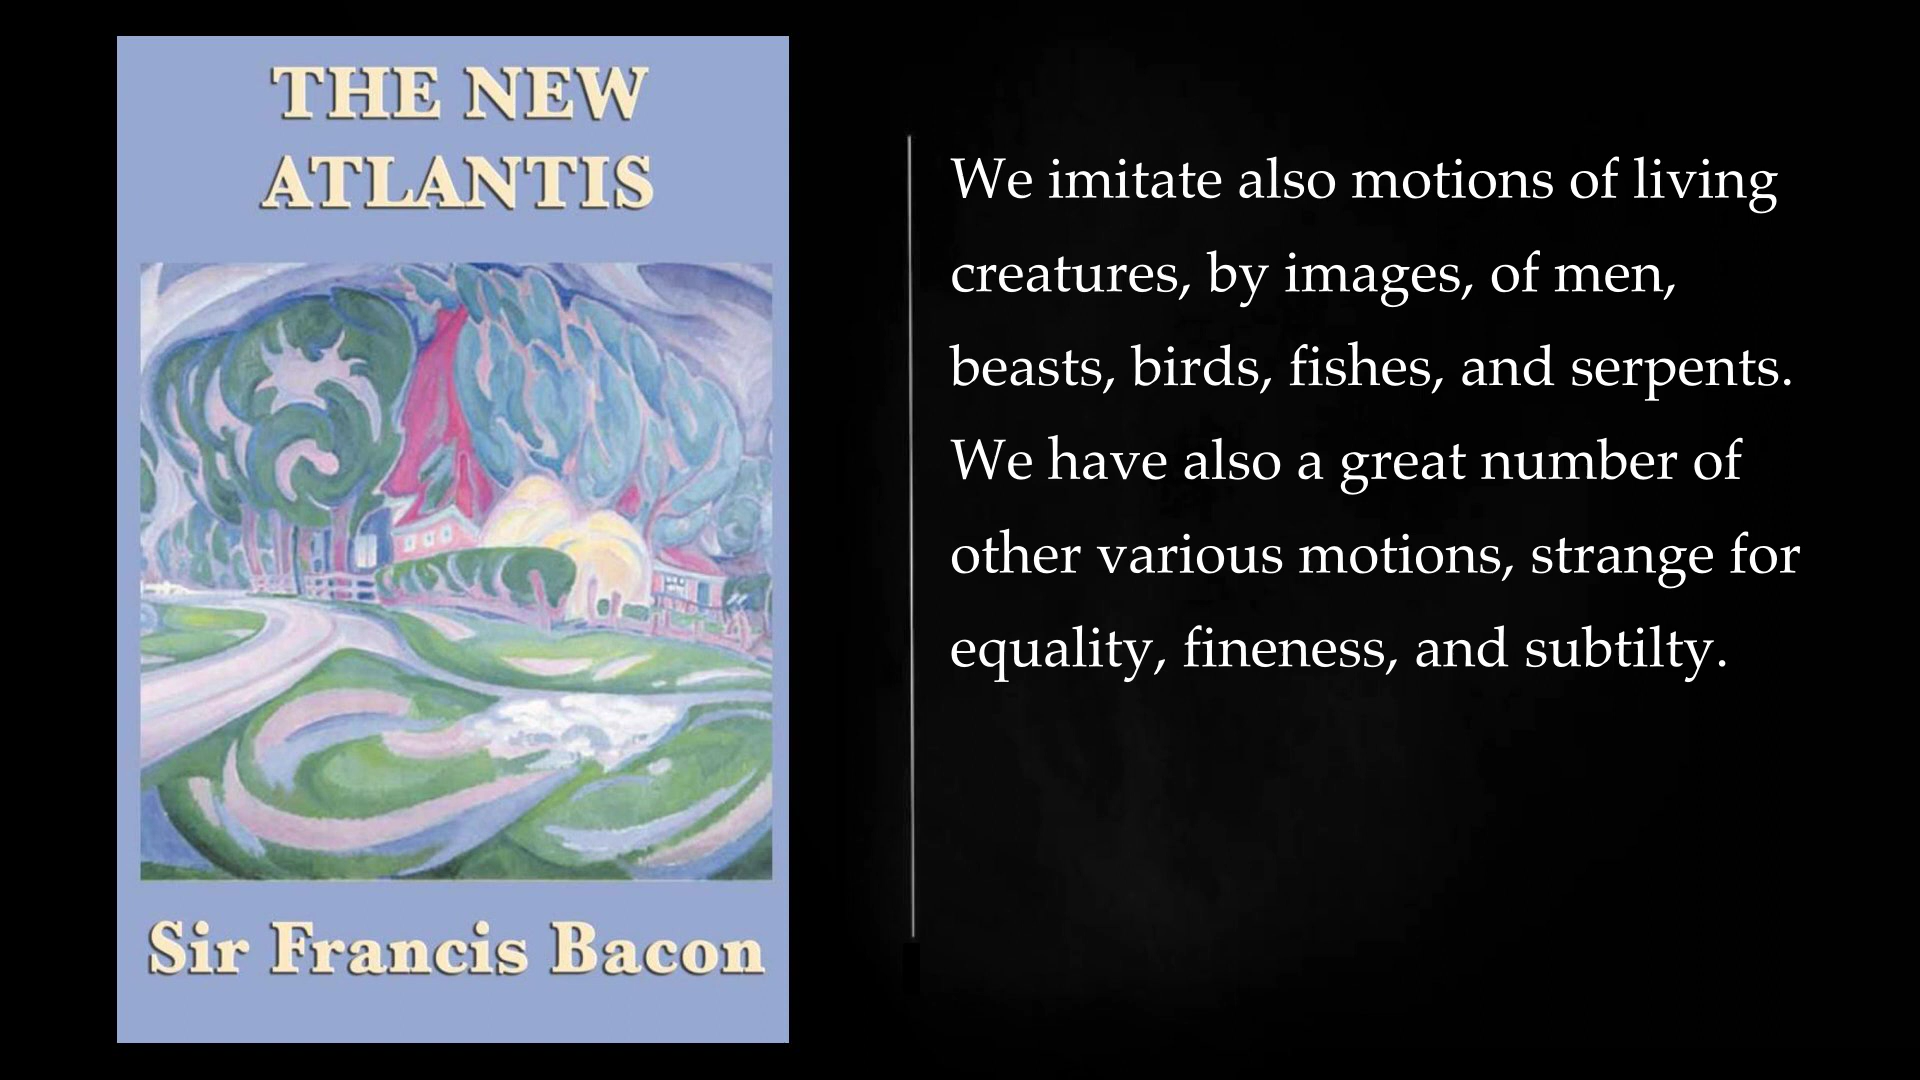 THE NEW
ATLANTIS
Sir Francis Bacon
We imitate also motions of living
creatures, by images, of men,
beasts, birds, fishes, and serpents.
We have also a great number of
other various motions, strange for
equality, fineness, and subtilty.